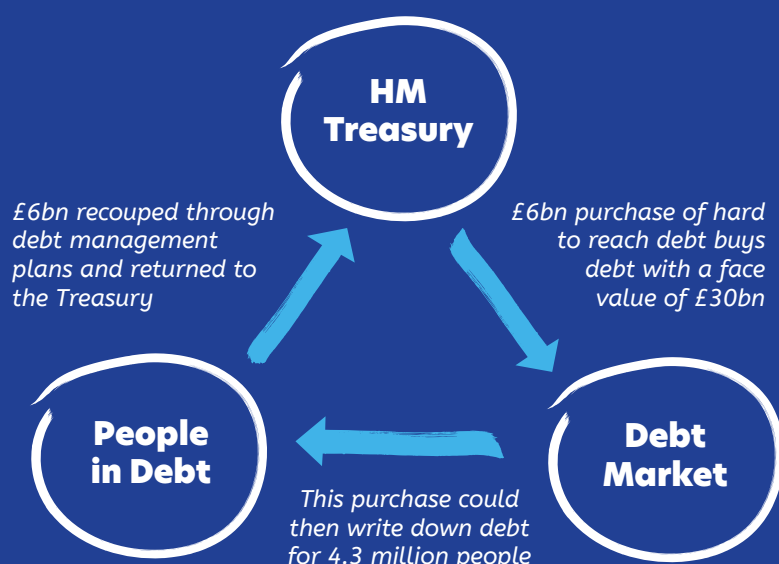 HM
Treasury
£6bn recouped through
debt management
plans and returned to
the Treasury
£6bn purchase of hard
to reach debt buys
debt with a face
value of £30bn
People
in Debt
Debt
Market
This purchase could
then write down debt
for 4.3 million people